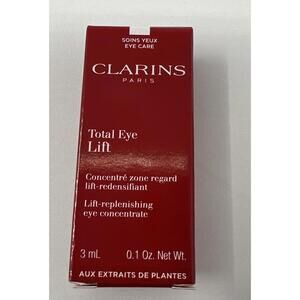 SOINS YEUX
EYE CARE
CLARINS
PARIS
Total Eye
Lift
Concentré zone regard
lift-redensifiant
Lift-replenishing
eye concentrate
3 mL 0.1 Oz. Net Wt.
AUX EXTRAITS DE PLANTES